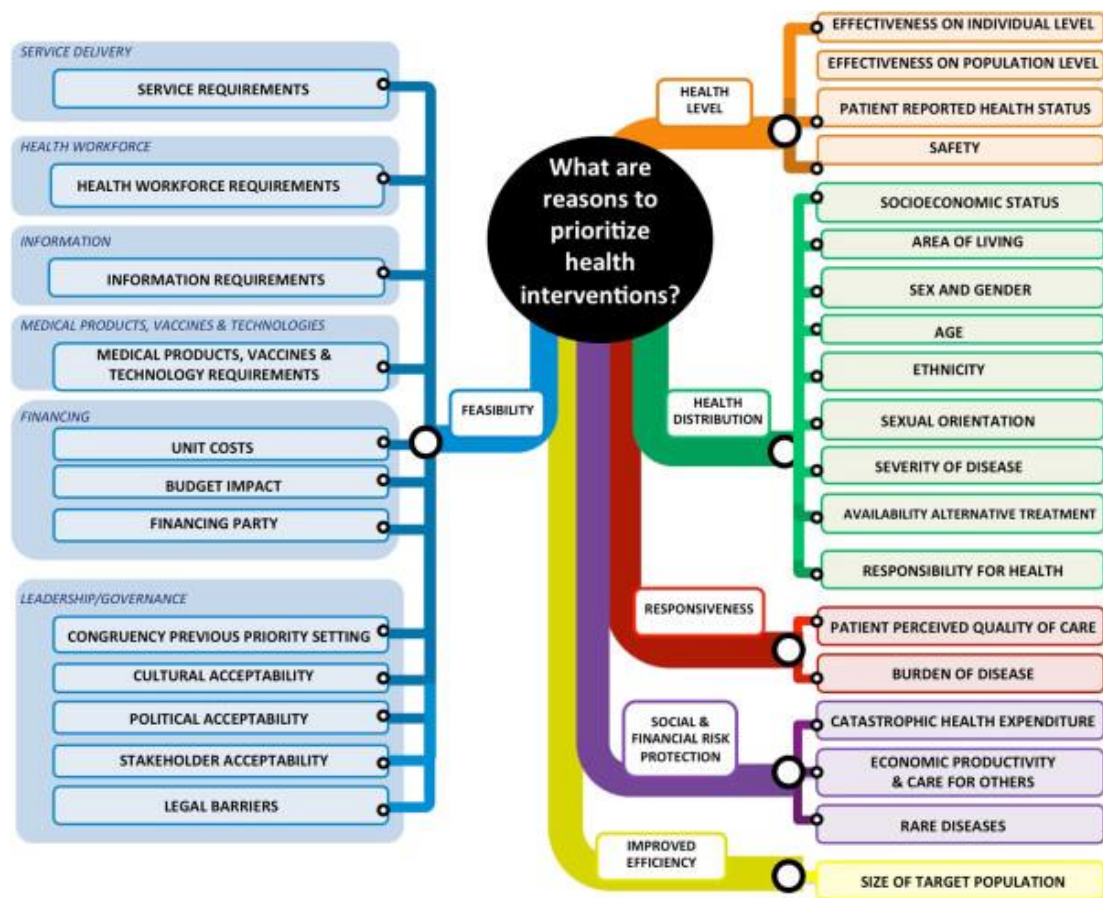 What are
reasons to
prioritize
health
interventions?
SERVICE DELIVERY
SERVICE REQUIREMENTS
HEALTH WORKFORCE
HEALTH WORKFORCE REQUIREMENTS
INFORMATION
INFORMATION REQUIREMENTS
MEDICAL PRODUCTS, VACCINES & TECHNOLOGIES
MEDICAL PRODUCTS, VACCINES &
TECHNOLOGY REQUIREMENTS
FINANCING
UNIT COSTS
BUDGET IMPACT
FINANCING PARTY
LEADERSHIP/GOVERNANCE
CONGRUENCY PREVIOUS PRIORITY SETTING
CULTURAL ACCEPTABILITY
POLITICAL ACCEPTABILITY
STAKEHOLDER ACCEPTABILITY
LEGAL BARRIERS
FEASIBILITY
HEALTH
LEVEL
EFFECTIVENESS ON INDIVIDUAL LEVEL
EFFECTIVENESS ON POPULATION LEVEL
PATIENT REPORTED HEALTH STATUS
SAFETY
HEALTH
DISTRIBUTION
SOCIOECONOMIC STATUS
AREA OF LIVING
SEX AND GENDER
AGE
ETHNICITY
SEXUAL ORIENTATION
SEVERITY OF DISEASE
AVAILABILITY ALTERNATIVE TREATMENT
RESPONSIBILITY FOR HEALTH
RESPONSIVENESS
PATIENT PERCEIVED QUALITY OF CARE
BURDEN OF DISEASE
SOCIAL &
FINANCIAL RISK
PROTECTION
CATASTROPHIC HEALTH EXPENDITURE
ECONOMIC PRODUCTIVITY
& CARE FOR OTHERS
RARE DISEASES
IMPROVED
EFFICIENCY
SIZE OF TARGET POPULATION